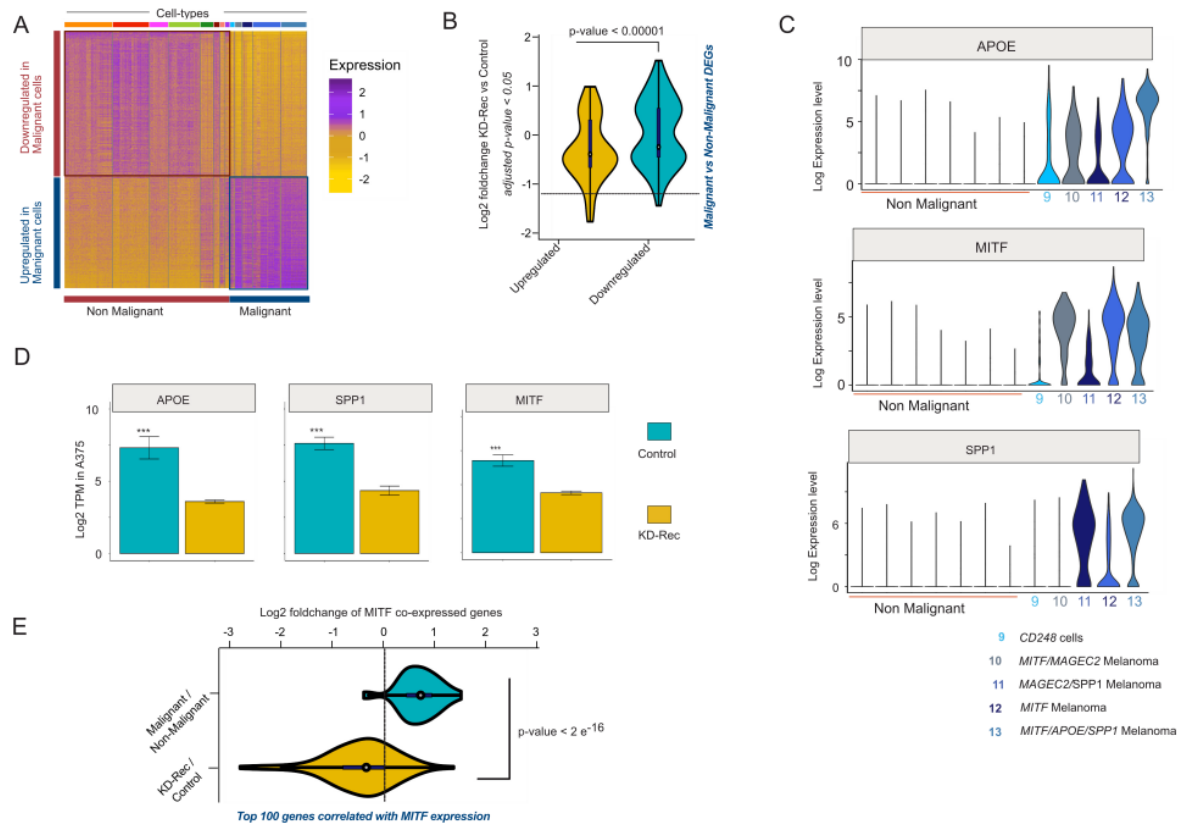 A
Cell-types
Downregulated in
Malignant cells
Upregulated in
Manignant cells
Non Malignant
Malignant
Expression
2
1
0
-1
-2
B
p-value < 0.00001
Log2 foldchange KD-Rec vs Control
adjusted p-value < 0.05
2
1
0
-1
-2
Upregulated
Downregulated
Malignant vs Non-Malignant DEGs
C
APOE
Log Expression level
10
5
0
Non Malignant
9
10
11
12
13
MITF
Log Expression level
5
0
Non Malignant
9
10
11
12
13
SPP1
Log Expression level
6
0
Non Malignant
9
10
11
12
13
9 CD248 cells
10 MITF/MAGEC2 Melanoma
11 MAGEC2/SPP1 Melanoma
12 MITF Melanoma
13 MITF/APOE/SPP1 Melanoma
D
APOE
SPP1
MITF
Log2 TPM in A375
10
5
0
***
***
***
Control
KD-Rec
E
Log2 foldchange of MITF co-expressed genes
-3
-2
-1
0
1
2
3
Malignant /
Non-Malignant
KD-Rec /
Control
p-value < 2 e-16
Top 100 genes correlated with MITF expression